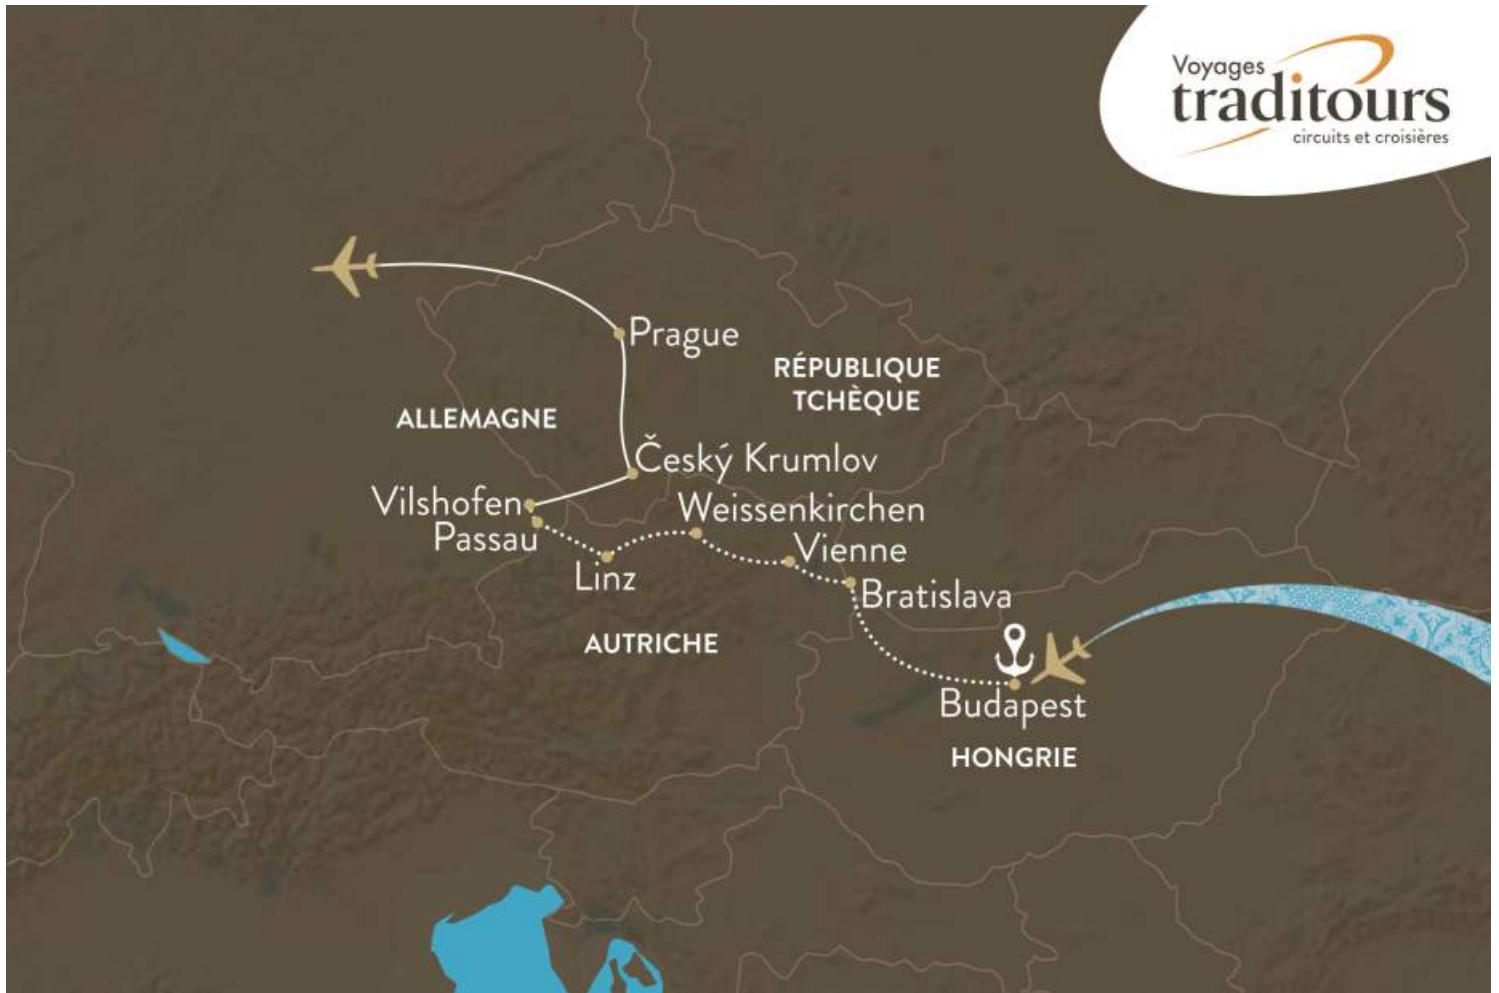 Voyages
traditours
circuits et croisières
Prague
RÉPUBLIQUE
TCHÈQUE
ALLEMAGNE
Český Krumlov
Vilshofen
Weissenkirchen
Passau
Vienne
Linz
Bratislava
AUTRICHE
Budapest
HONGRIE